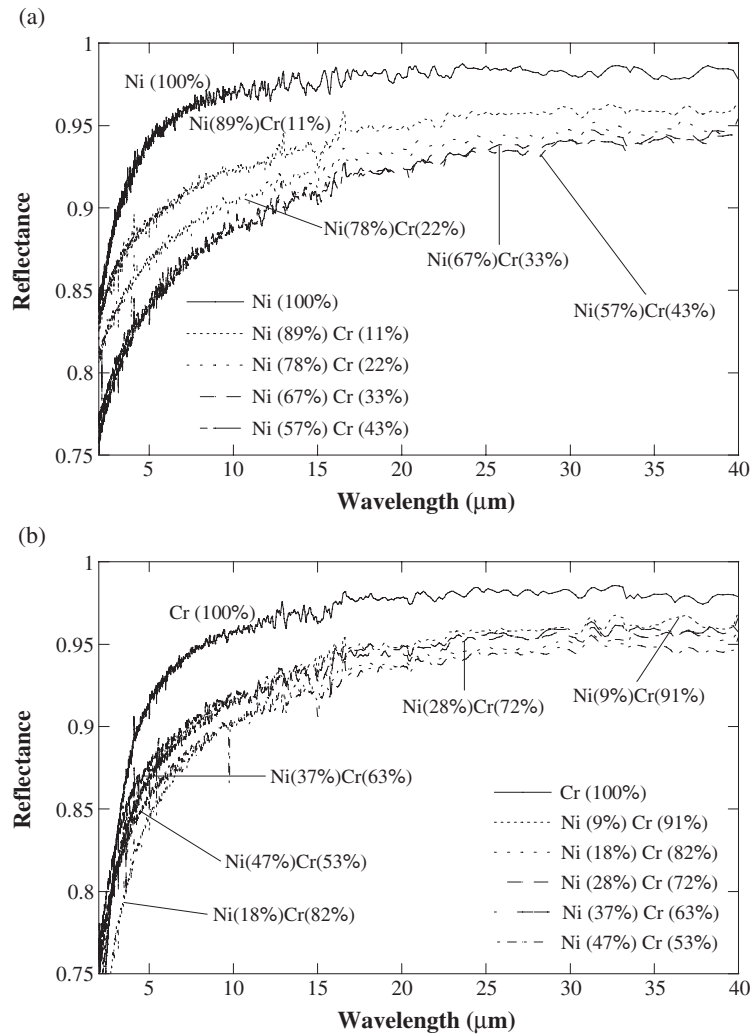 (a)
1
0.95
0.9
0.85
0.8
0.75
Reflectance
Ni (100%)
Ni(89%)Cr(11%)
Ni(78%)Cr(22%)
Ni(67%)Cr(33%)
Ni(57%)Cr(43%)
Ni (100%)
Ni (89%) Cr (11%)
Ni (78%) Cr (22%)
Ni (67%) Cr (33%)
Ni (57%) Cr (43%)
5 10 15 20 25 30 35 40
Wavelength (μm)
(b)
1
0.95
0.9
0.85
0.8
0.75
Reflectance
Cr (100%)
Ni(28%)Cr(72%)
Ni(9%)Cr(91%)
Ni(37%)Cr(63%)
Ni(47%)Cr(53%)
Ni(18%)Cr(82%)
Cr (100%)
Ni (9%) Cr (91%)
Ni (18%) Cr (82%)
Ni (28%) Cr (72%)
Ni (37%) Cr (63%)
Ni (47%) Cr (53%)
5 10 15 20 25 30 35 40
Wavelength (μm)